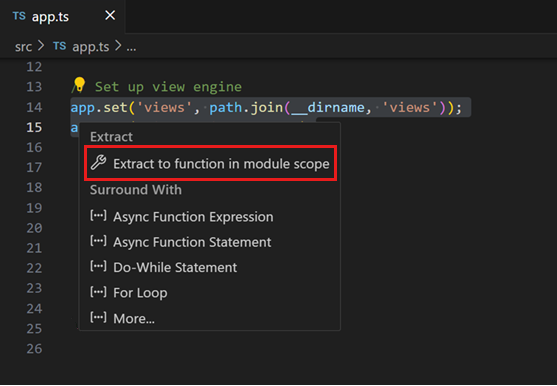 TS app.ts
src > TS app.ts > ...
12
13 / Set up view engine
14 app.set('views', path.join(__dirname, 'views'));
15 a
16 Extract
17 Extract to function in module scope
18 Surround With
19 Async Function Expression
20
21 Async Function Statement
22 Do-While Statement
23 For Loop
24 More...
25
26